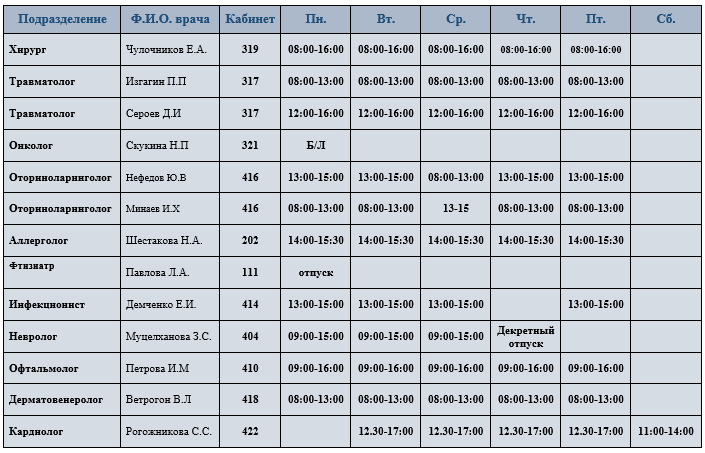 Подразделение Ф.И.О. врача Кабинет Пн. Вт. Ср. Чт. Пт. Сб.
Хирург Чулочников Е.А. 319 08:00-16:00 08:00-16:00 08:00-16:00 08:00-16:00 08:00-16:00
Травматолог Изгагин П.П 317 08:00-13:00 08:00-13:00 08:00-13:00 08:00-13:00 08:00-13:00
Травматолог Сероев Д.И 317 12:00-16:00 12:00-16:00 12:00-16:00 12:00-16:00 12:00-16:00
Онколог Скукина Н.П 321 Б/Л
Оториноларинголог Нефедов Ю.В 416 13:00-15:00 13:00-15:00 08:00-13:00 13:00-15:00 13:00-15:00
Оториноларинголог Минаев И.Х 416 08:00-13:00 08:00-13:00 13-15 08:00-13:00 08:00-13:00
Аллерголог Шестакова Н.А. 202 14:00-15:30 14:00-15:30 14:00-15:30 14:00-15:30 14:00-15:30
Фтизиатр Павлова Л.А. 111 отпуск
Инфекционист Демченко Е.И. 414 13:00-15:00 13:00-15:00 13:00-15:00 13:00-15:00
Невролог Муцелханова З.С. 404 09:00-15:00 09:00-15:00 09:00-15:00 Декретный
отпуск
Офтальмолог Петрова И.М 410 09:00-16:00 09:00-16:00 09:00-16:00 09:00-16:00 09:00-16:00
Дерматовенеролог Ветрогон В.Л 418 08:00-13:00 08:00-13:00 08:00-13:00 08:00-13:00 08:00-13:00
Кардиолог Рогожникова С.С. 422 12.30-17:00 12.30-17:00 12.30-17:00 12.30-17:00 11:00-14:00